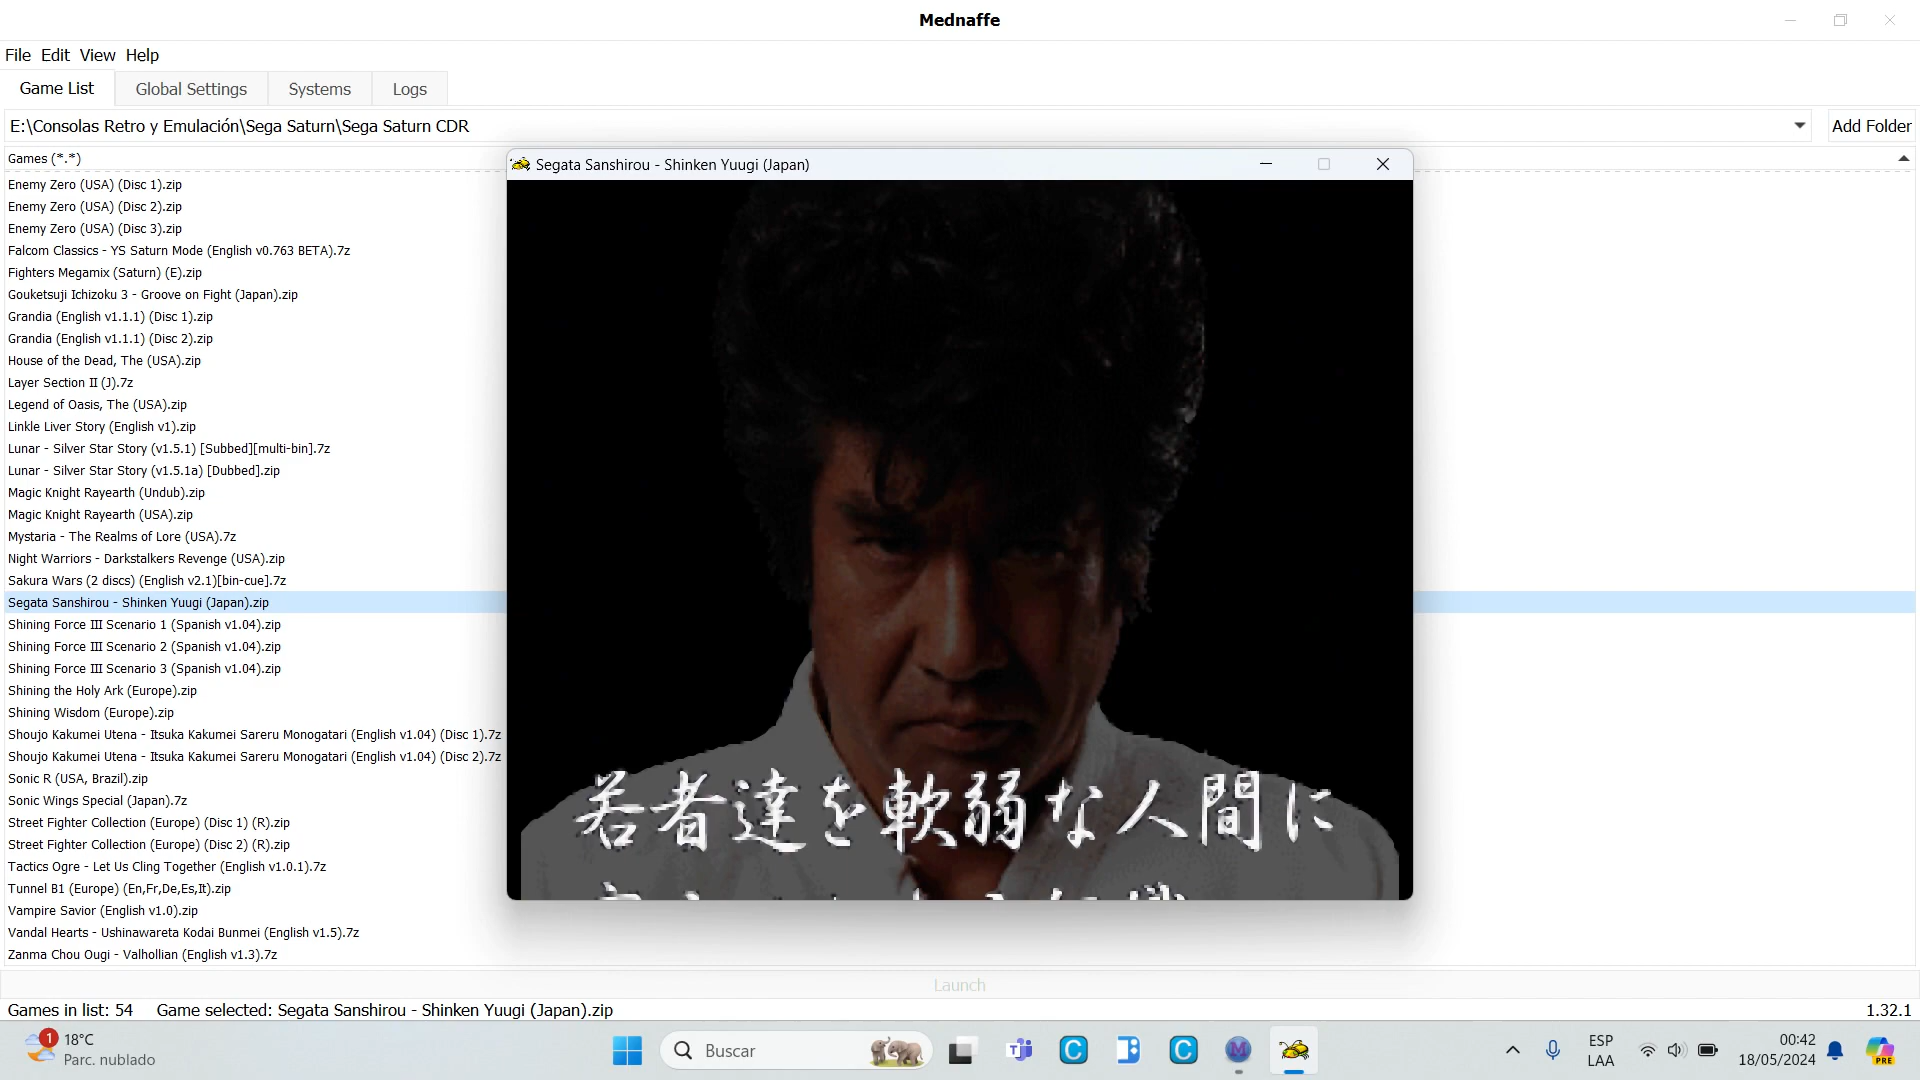 Mednaffe
File Edit View Help
Game List Global Settings Systems Logs
E:\Consolas Retro y Emulación\Sega Saturn\Sega Saturn CDR Add Folder
Games (*.*)
Enemy Zero (USA) (Disc 1).zip
Enemy Zero (USA) (Disc 2).zip
Enemy Zero (USA) (Disc 3).zip
Falcom Classics - YS Saturn Mode (English v0.763 BETA).7z
Fighters Megamix (Saturn) (E).zip
Gouketsuji Ichizoku 3 - Groove on Fight (Japan).zip
Grandia (English v1.1.1) (Disc 1).zip
Grandia (English v1.1.1) (Disc 2).zip
House of the Dead, The (USA).zip
Layer Section II (J).7z
Legend of Oasis, The (USA).zip
Linkle Liver Story (English v1).zip
Lunar - Silver Star Story (v1.5.1) [Subbed][multi-bin].7z
Lunar - Silver Star Story (v1.5.1a) [Dubbed].zip
Magic Knight Rayearth (Undub).zip
Magic Knight Rayearth (USA).zip
Mystaria - The Realms of Lore (USA).7z
Night Warriors - Darkstalkers Revenge (USA).zip
Sakura Wars (2 discs) (English v2.1)[bin-cue].7z
Segata Sanshirou - Shinken Yuugi (Japan).zip
Shining Force III Scenario 1 (Spanish v1.04).zip
Shining Force III Scenario 2 (Spanish v1.04).zip
Shining Force III Scenario 3 (Spanish v1.04).zip
Shining the Holy Ark (Europe).zip
Shining Wisdom (Europe).zip
Shoujo Kakumei Utena - Itsuka Kakumei Sareru Monogatari (English v1.04) (Disc 1).7z
Shoujo Kakumei Utena - Itsuka Kakumei Sareru Monogatari (English v1.04) (Disc 2).7z
Sonic R (USA, Brazil).zip
Sonic Wings Special (Japan).7z
Street Fighter Collection (Europe) (Disc 1) (R).zip
Street Fighter Collection (Europe) (Disc 2) (R).zip
Tactics Ogre - Let Us Cling Together (English v1.0.1).7z
Tunnel B1 (Europe) (En,Fr,De,Es,It).zip
Vampire Savior (English v1.0).zip
Vandal Hearts - Ushinawareta Kodai Bunmei (English v1.5).7z
Zanma Chou Ougi - Valhollian (English v1.3).7z
Segata Sanshirou - Shinken Yuugi (Japan)
若者達を軟弱な人間に
Launch
Games in list: 54 Game selected: Segata Sanshirou - Shinken Yuugi (Japan).zip 1.32.1
1
18°C
Parc. nublado
Buscar
ESP
LAA
00:42
18/05/2024
PRE